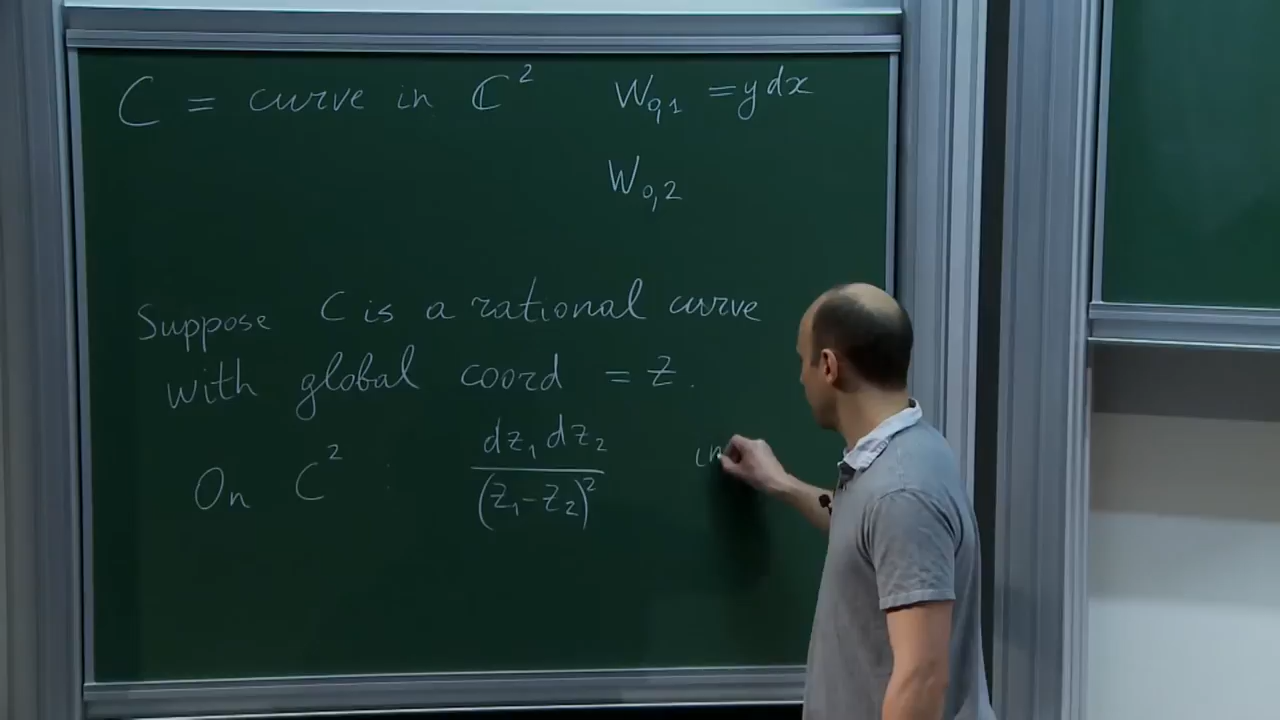 C = curve in ℂ² W₀,₁ = y dx
W₀,₂
Suppose C is a rational curve
with global coord = z.
On C² : dz₁ dz₂ / (z₁ - z₂)² in